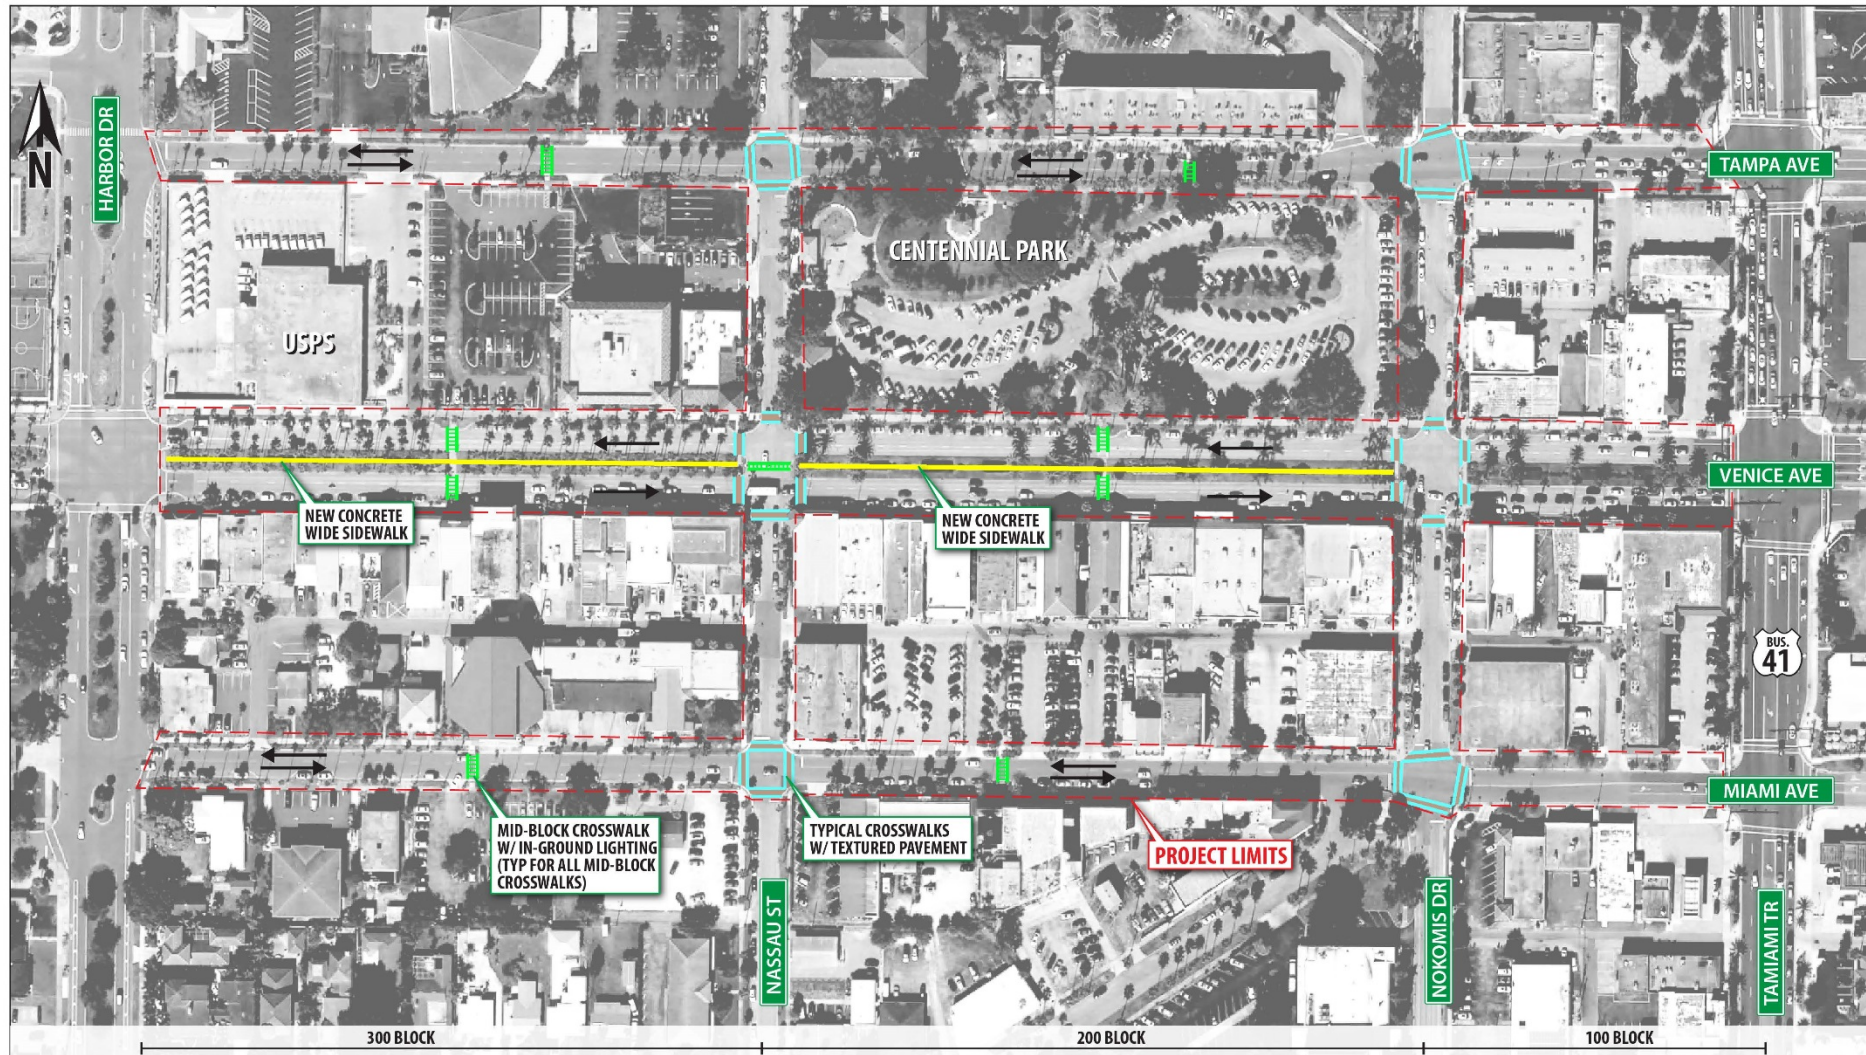 N
HARBOR DR
TAMPA AVE
CENTENNIAL PARK
USPS
VENICE AVE
NEW CONCRETE
WIDE SIDEWALK
NEW CONCRETE
WIDE SIDEWALK
BUS.
41
MIAMI AVE
MID-BLOCK CROSSWALK
W/ IN-GROUND LIGHTING
(TYP FOR ALL MID-BLOCK
CROSSWALKS)
TYPICAL CROSSWALKS
W/ TEXTURED PAVEMENT
PROJECT LIMITS
NASSAU ST
NOKOMIS DR
TAMIAMI TR
300 BLOCK
200 BLOCK
100 BLOCK